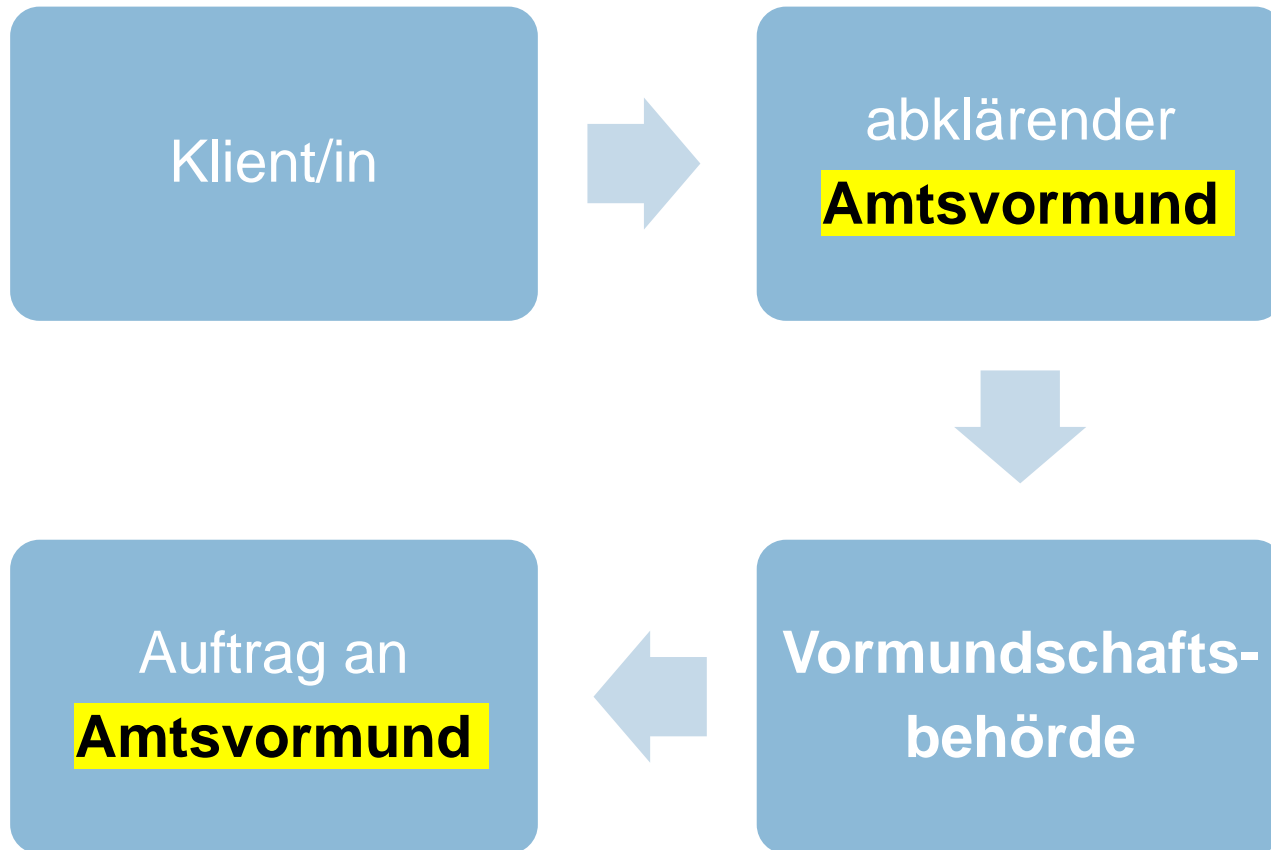 Klient/in
abklärender
Amtsvormund
Vormundschafts-
behörde
Auftrag an
Amtsvormund